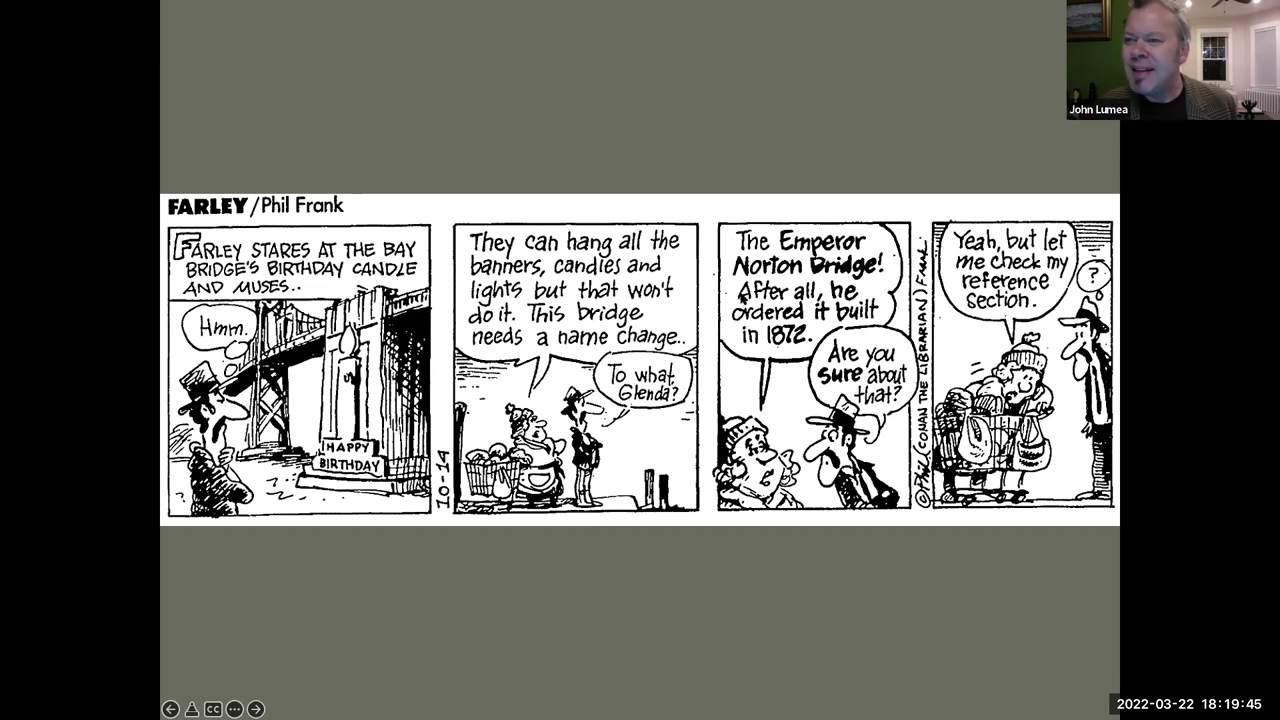 John Lumea
FARLEY/Phil Frank
FARLEY STARES AT THE BAY
BRIDGE'S BIRTHDAY CANDLE
AND MUSES..
Hmm.
HAPPY
BIRTHDAY
10-14
They can hang all the
banners, candles and
lights but that won't
do it. This bridge
needs a name change..
To what,
Glenda?
The Emperor
Norton Bridge!
After all, he
ordered it built
in 1872.
Are you
sure about
that?
©Phil (CONAN THE LIBRARIAN) Frank
Yeah, but let
me check my
reference
section.
?
CC
2022-03-22 18:19:45